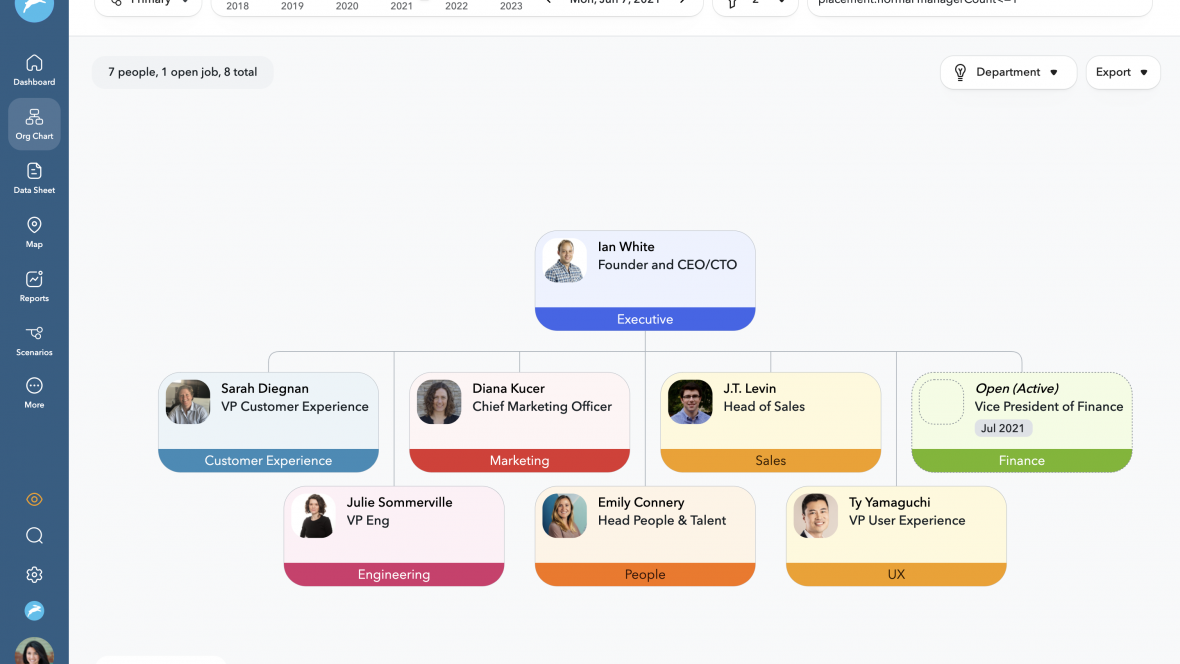 Primary
2018 2019 2020 2021 2022 2023
Mon, Jun 7, 2021
2
placement:normal managerCount<=1
Dashboard
Org Chart
Data Sheet
Map
Reports
Scenarios
More
7 people, 1 open job, 8 total
Department
Export
Ian White
Founder and CEO/CTO
Executive
Sarah Diegnan
VP Customer Experience
Customer Experience
Diana Kucer
Chief Marketing Officer
Marketing
J.T. Levin
Head of Sales
Sales
Open (Active)
Vice President of Finance
Jul 2021
Finance
Julie Sommerville
VP Eng
Engineering
Emily Connery
Head People & Talent
People
Ty Yamaguchi
VP User Experience
UX